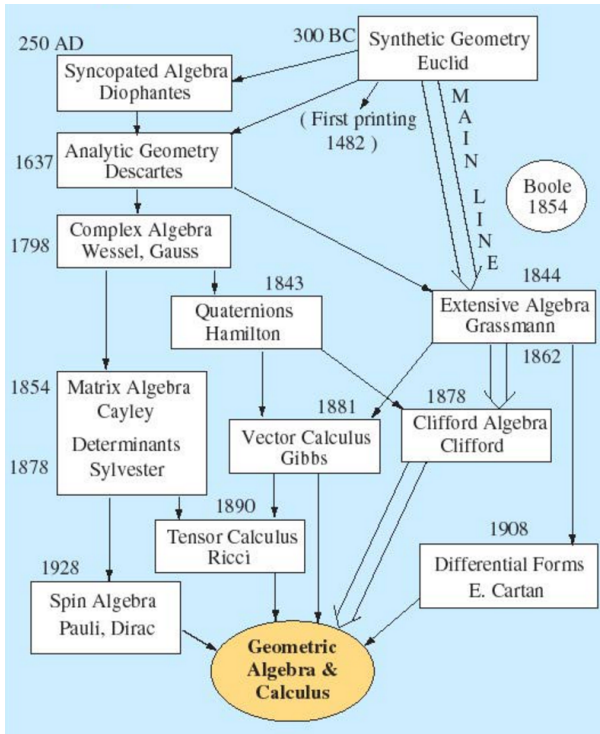 300 BC
Synthetic Geometry
Euclid
250 AD
Syncopated Algebra
Diophantes
( First printing
1482 )
MAIN LINE
1637
Analytic Geometry
Descartes
Boole
1854
1798
Complex Algebra
Wessel, Gauss
1843
Quaternions
Hamilton
1844
Extensive Algebra
Grassmann
1862
1854
Matrix Algebra
Cayley
Determinants
1878
Sylvester
1881
Vector Calculus
Gibbs
1878
Clifford Algebra
Clifford
1890
Tensor Calculus
Ricci
1908
Differential Forms
E. Cartan
1928
Spin Algebra
Pauli, Dirac
Geometric
Algebra &
Calculus